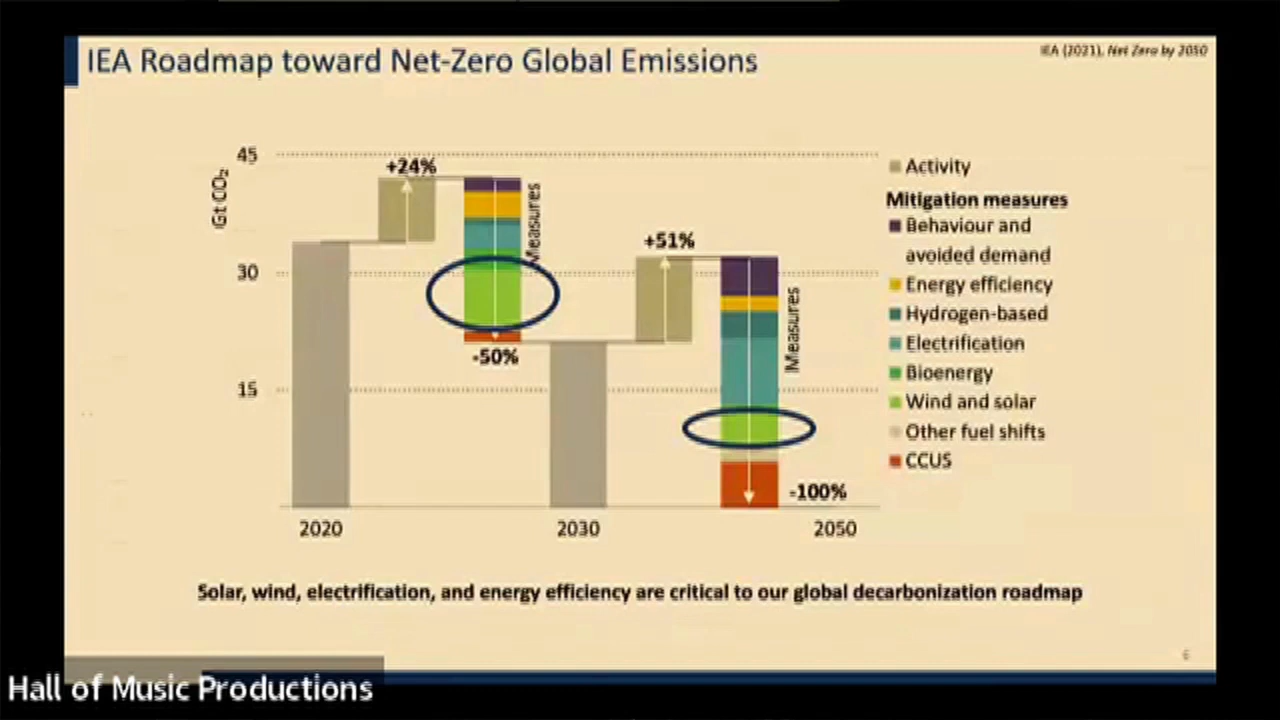 IEA Roadmap toward Net-Zero Global Emissions
IEA (2021), Net Zero by 2050
45
Gt CO₂
+24%
Measures
30
-50%
15
+51%
Measures
-100%
2020
2030
2050
Activity
Mitigation measures
Behaviour and
avoided demand
Energy efficiency
Hydrogen-based
Electrification
Bioenergy
Wind and solar
Other fuel shifts
CCUS
Solar, wind, electrification, and energy efficiency are critical to our global decarbonization roadmap
6
Hall of Music Productions